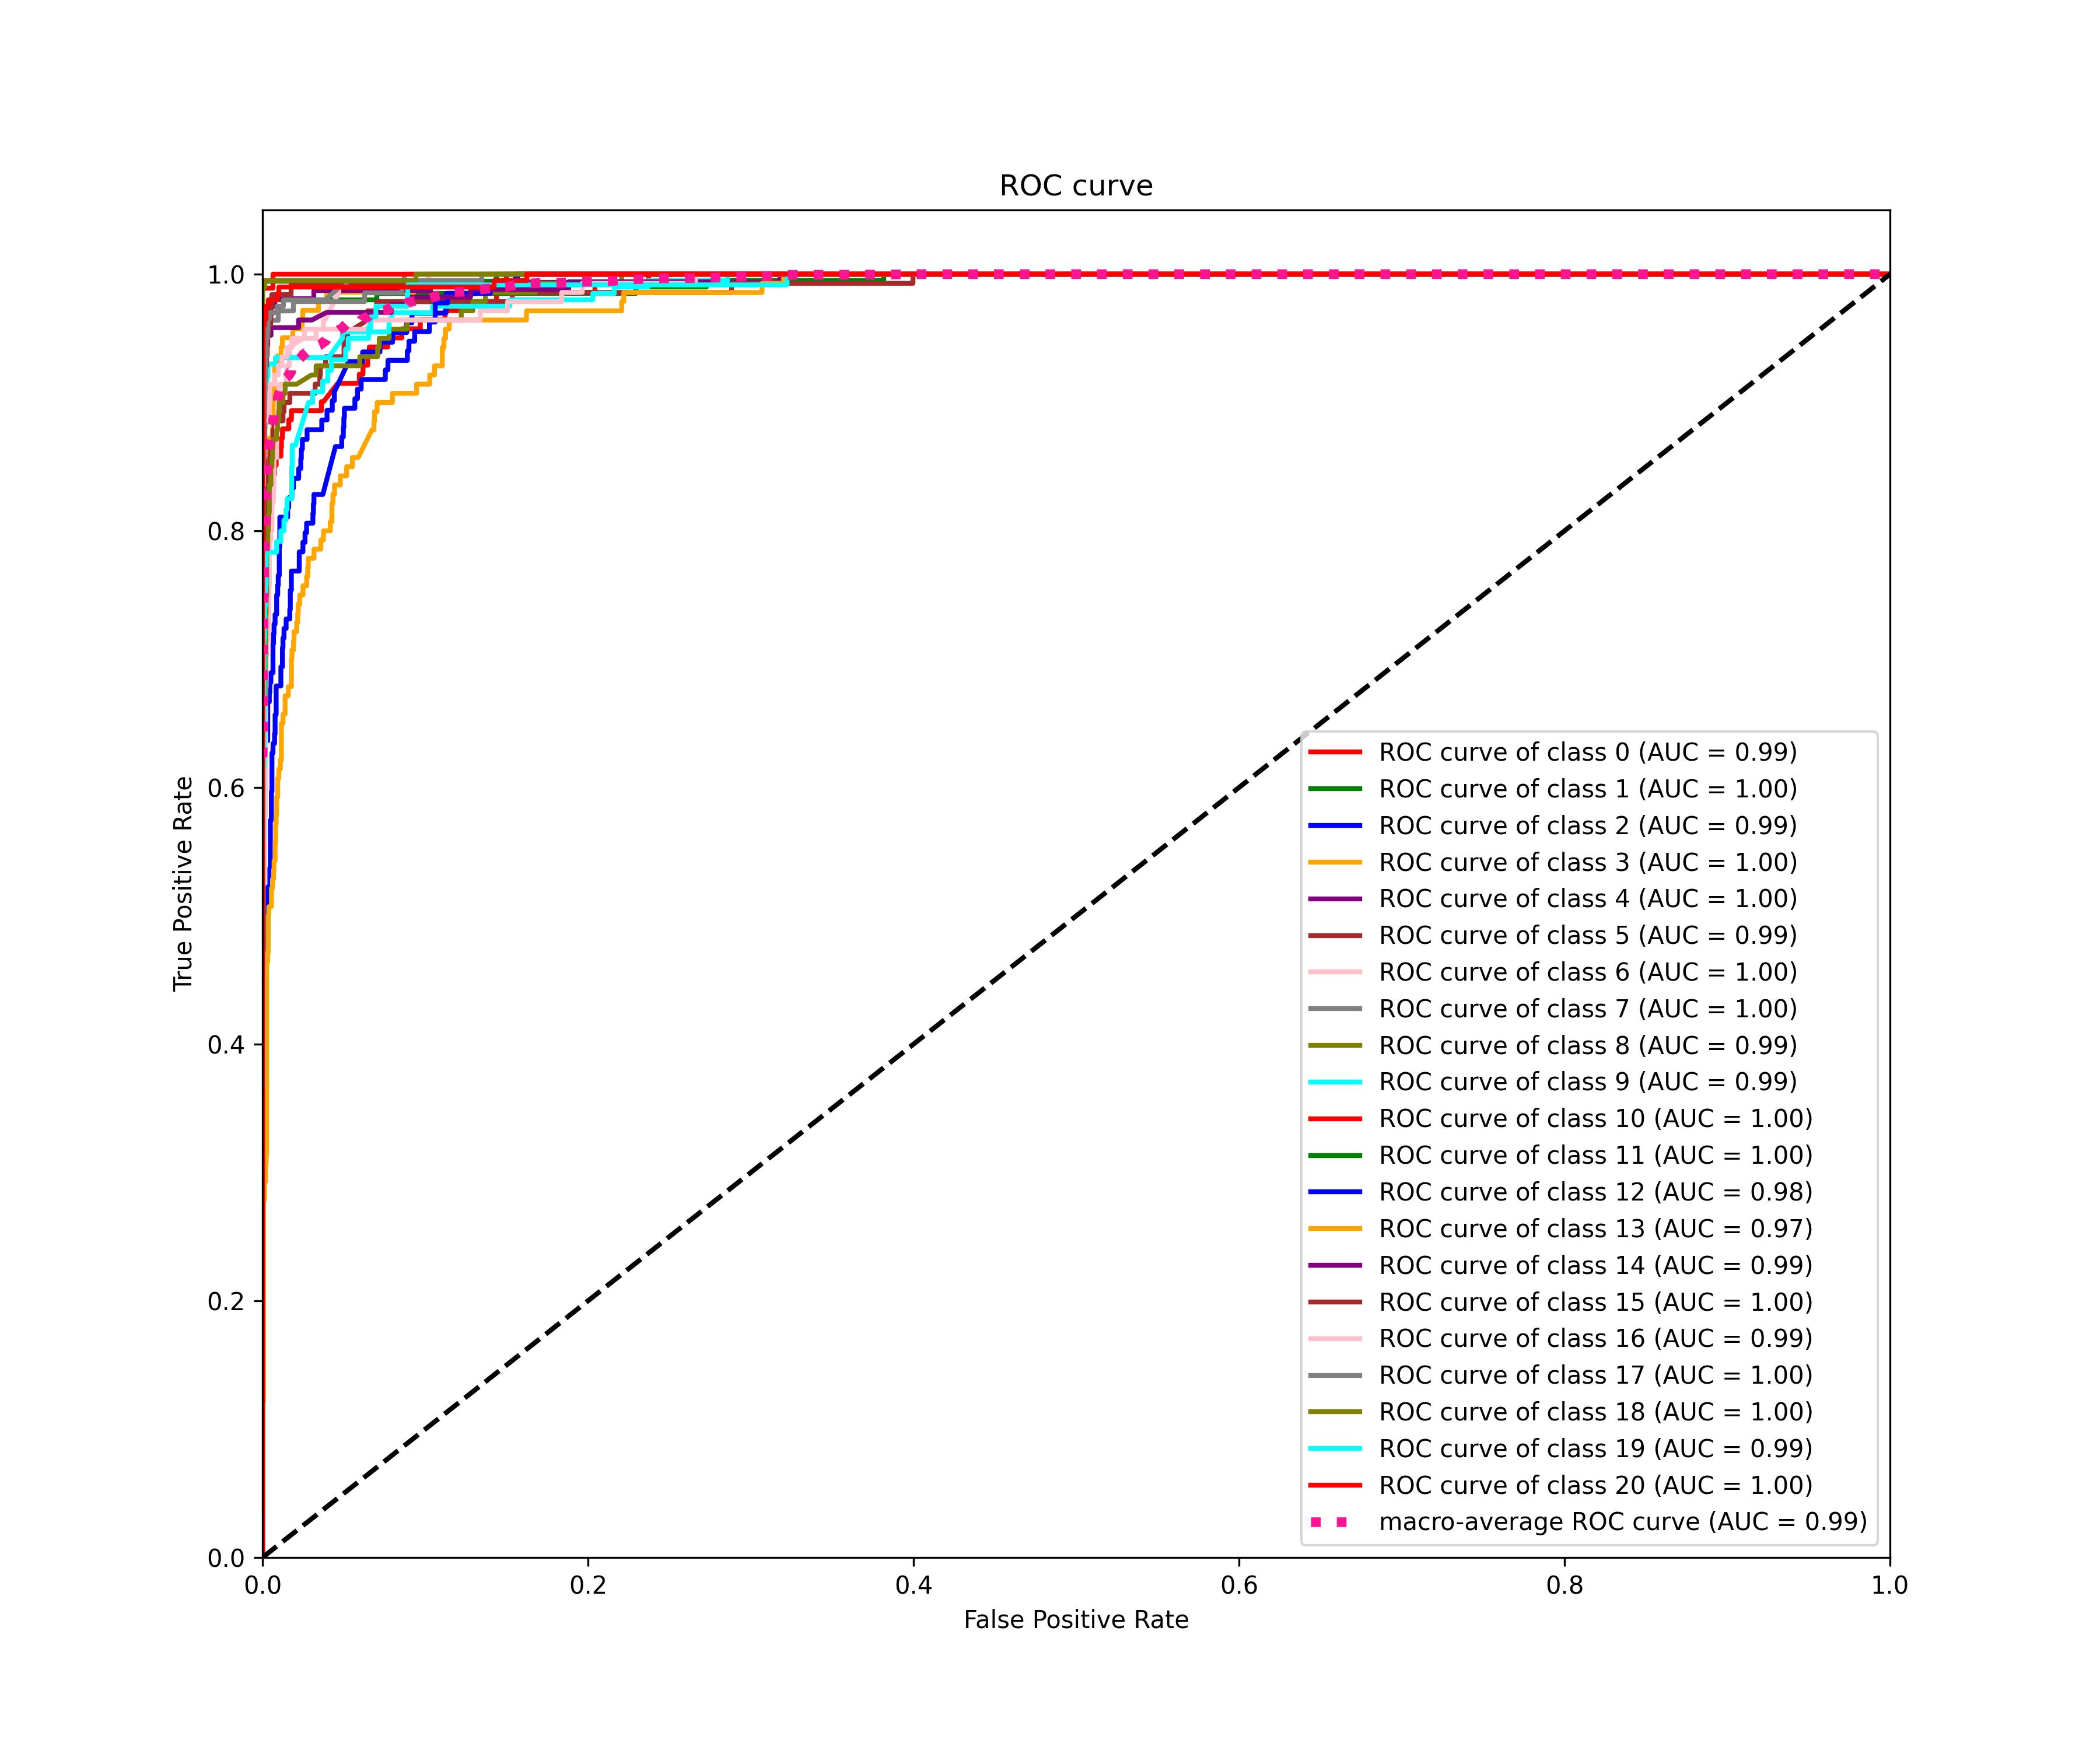 ROC curve
1.0
0.8
0.6
0.4
0.2
0.0
True Positive Rate
0.0 0.2 0.4 0.6 0.8 1.0
False Positive Rate
ROC curve of class 0 (AUC = 0.99)
ROC curve of class 1 (AUC = 1.00)
ROC curve of class 2 (AUC = 0.99)
ROC curve of class 3 (AUC = 1.00)
ROC curve of class 4 (AUC = 1.00)
ROC curve of class 5 (AUC = 0.99)
ROC curve of class 6 (AUC = 1.00)
ROC curve of class 7 (AUC = 1.00)
ROC curve of class 8 (AUC = 0.99)
ROC curve of class 9 (AUC = 0.99)
ROC curve of class 10 (AUC = 1.00)
ROC curve of class 11 (AUC = 1.00)
ROC curve of class 12 (AUC = 0.98)
ROC curve of class 13 (AUC = 0.97)
ROC curve of class 14 (AUC = 0.99)
ROC curve of class 15 (AUC = 1.00)
ROC curve of class 16 (AUC = 0.99)
ROC curve of class 17 (AUC = 1.00)
ROC curve of class 18 (AUC = 1.00)
ROC curve of class 19 (AUC = 0.99)
ROC curve of class 20 (AUC = 1.00)
macro-average ROC curve (AUC = 0.99)